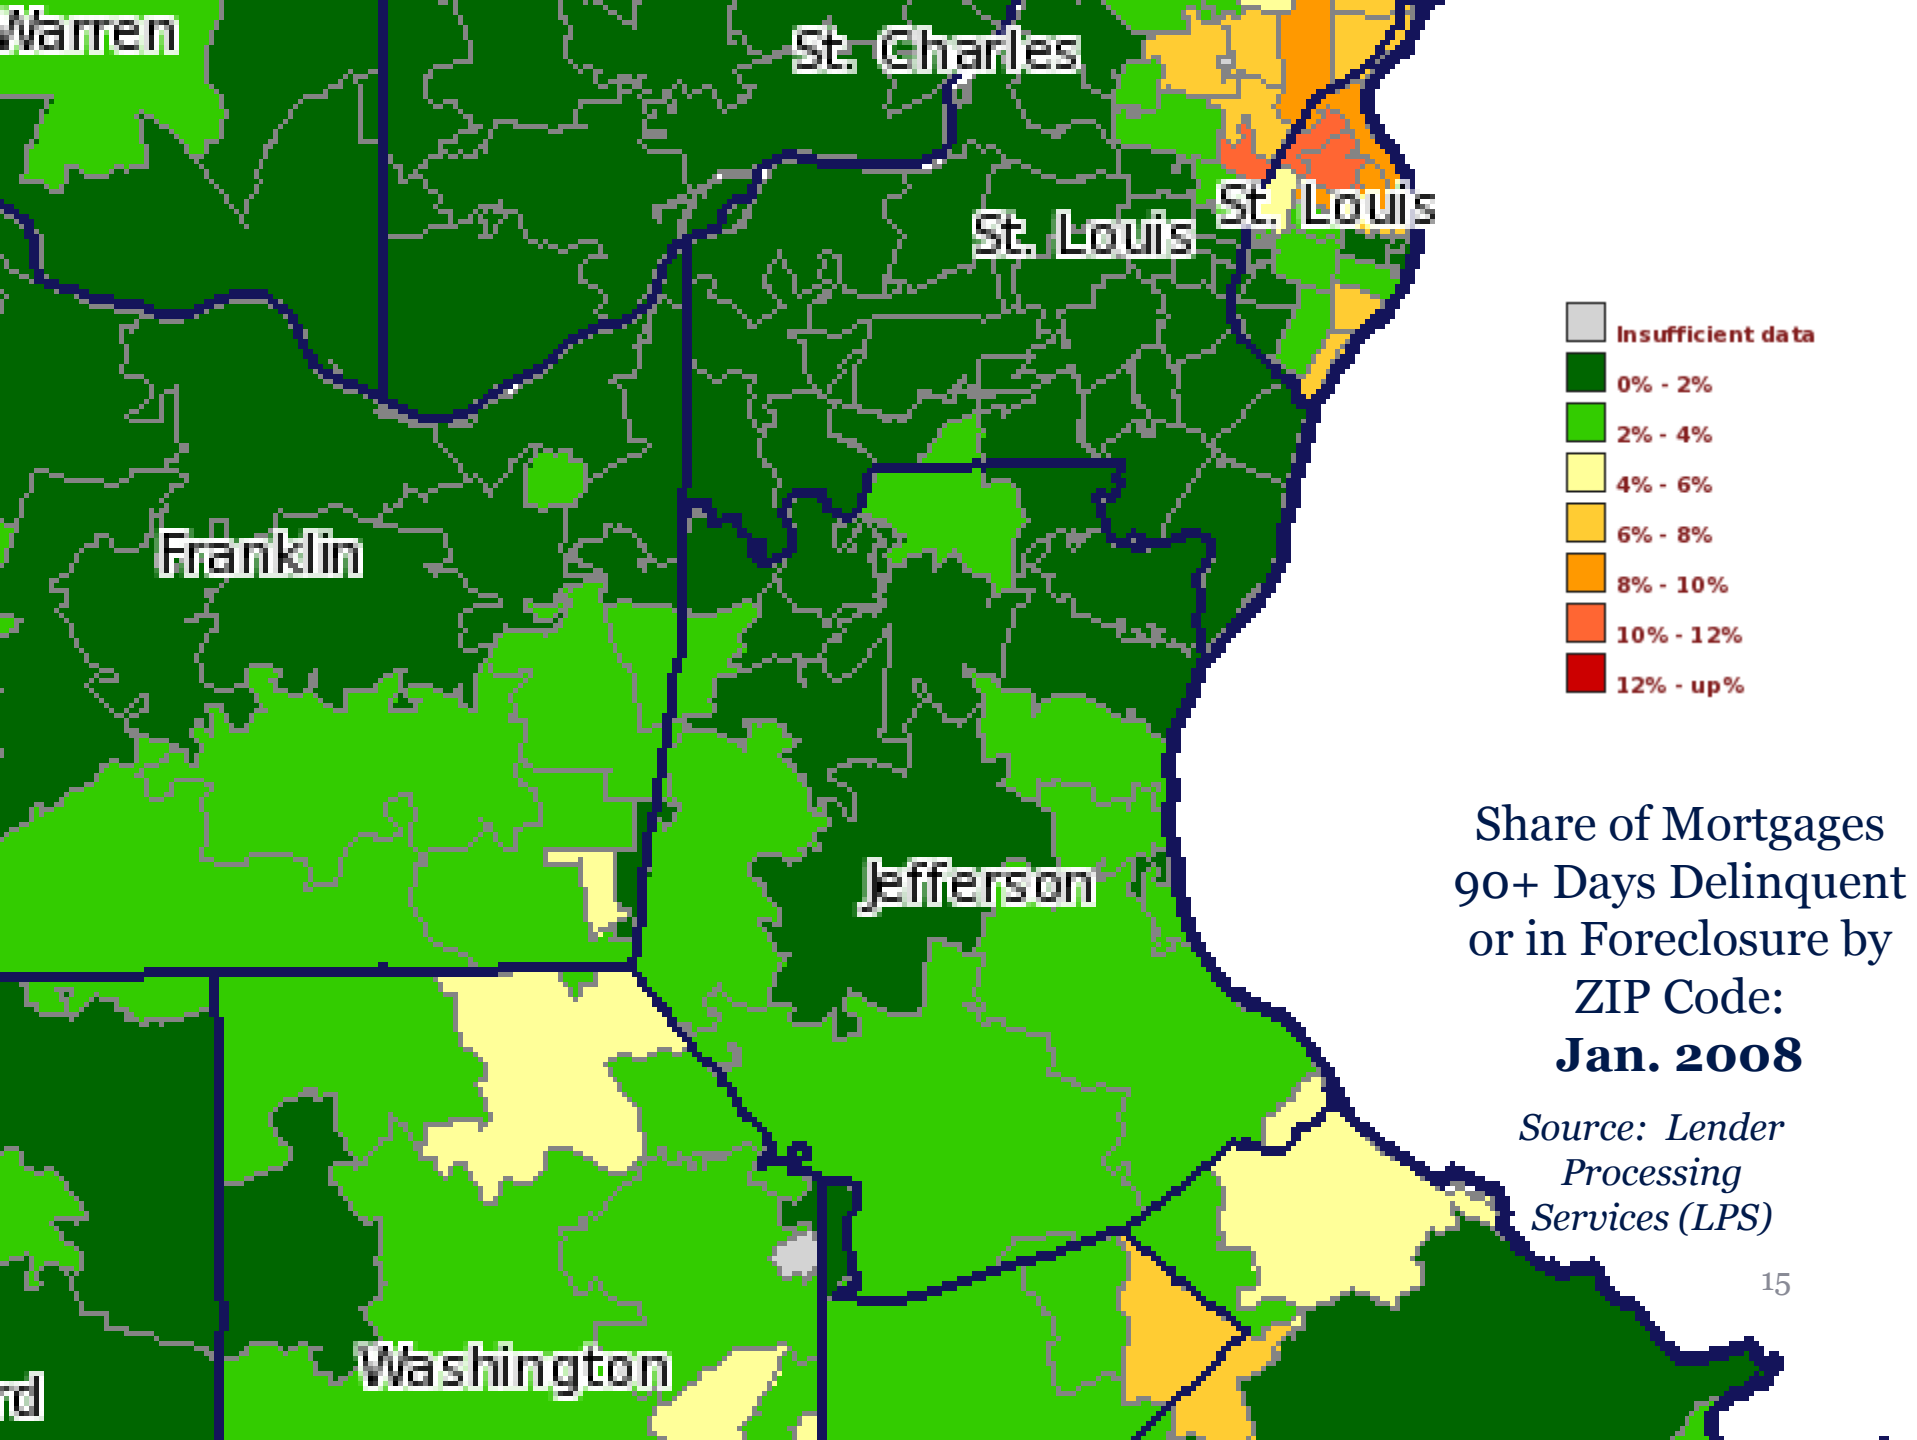 Warren
St. Charles
St. Louis
St. Louis
Franklin
Jefferson
Washington
rd
Insufficient data
0% - 2%
2% - 4%
4% - 6%
6% - 8%
8% - 10%
10% - 12%
12% - up%
Share of Mortgages
90+ Days Delinquent
or in Foreclosure by
ZIP Code:
Jan. 2008
Source:  Lender
Processing
Services (LPS)
15